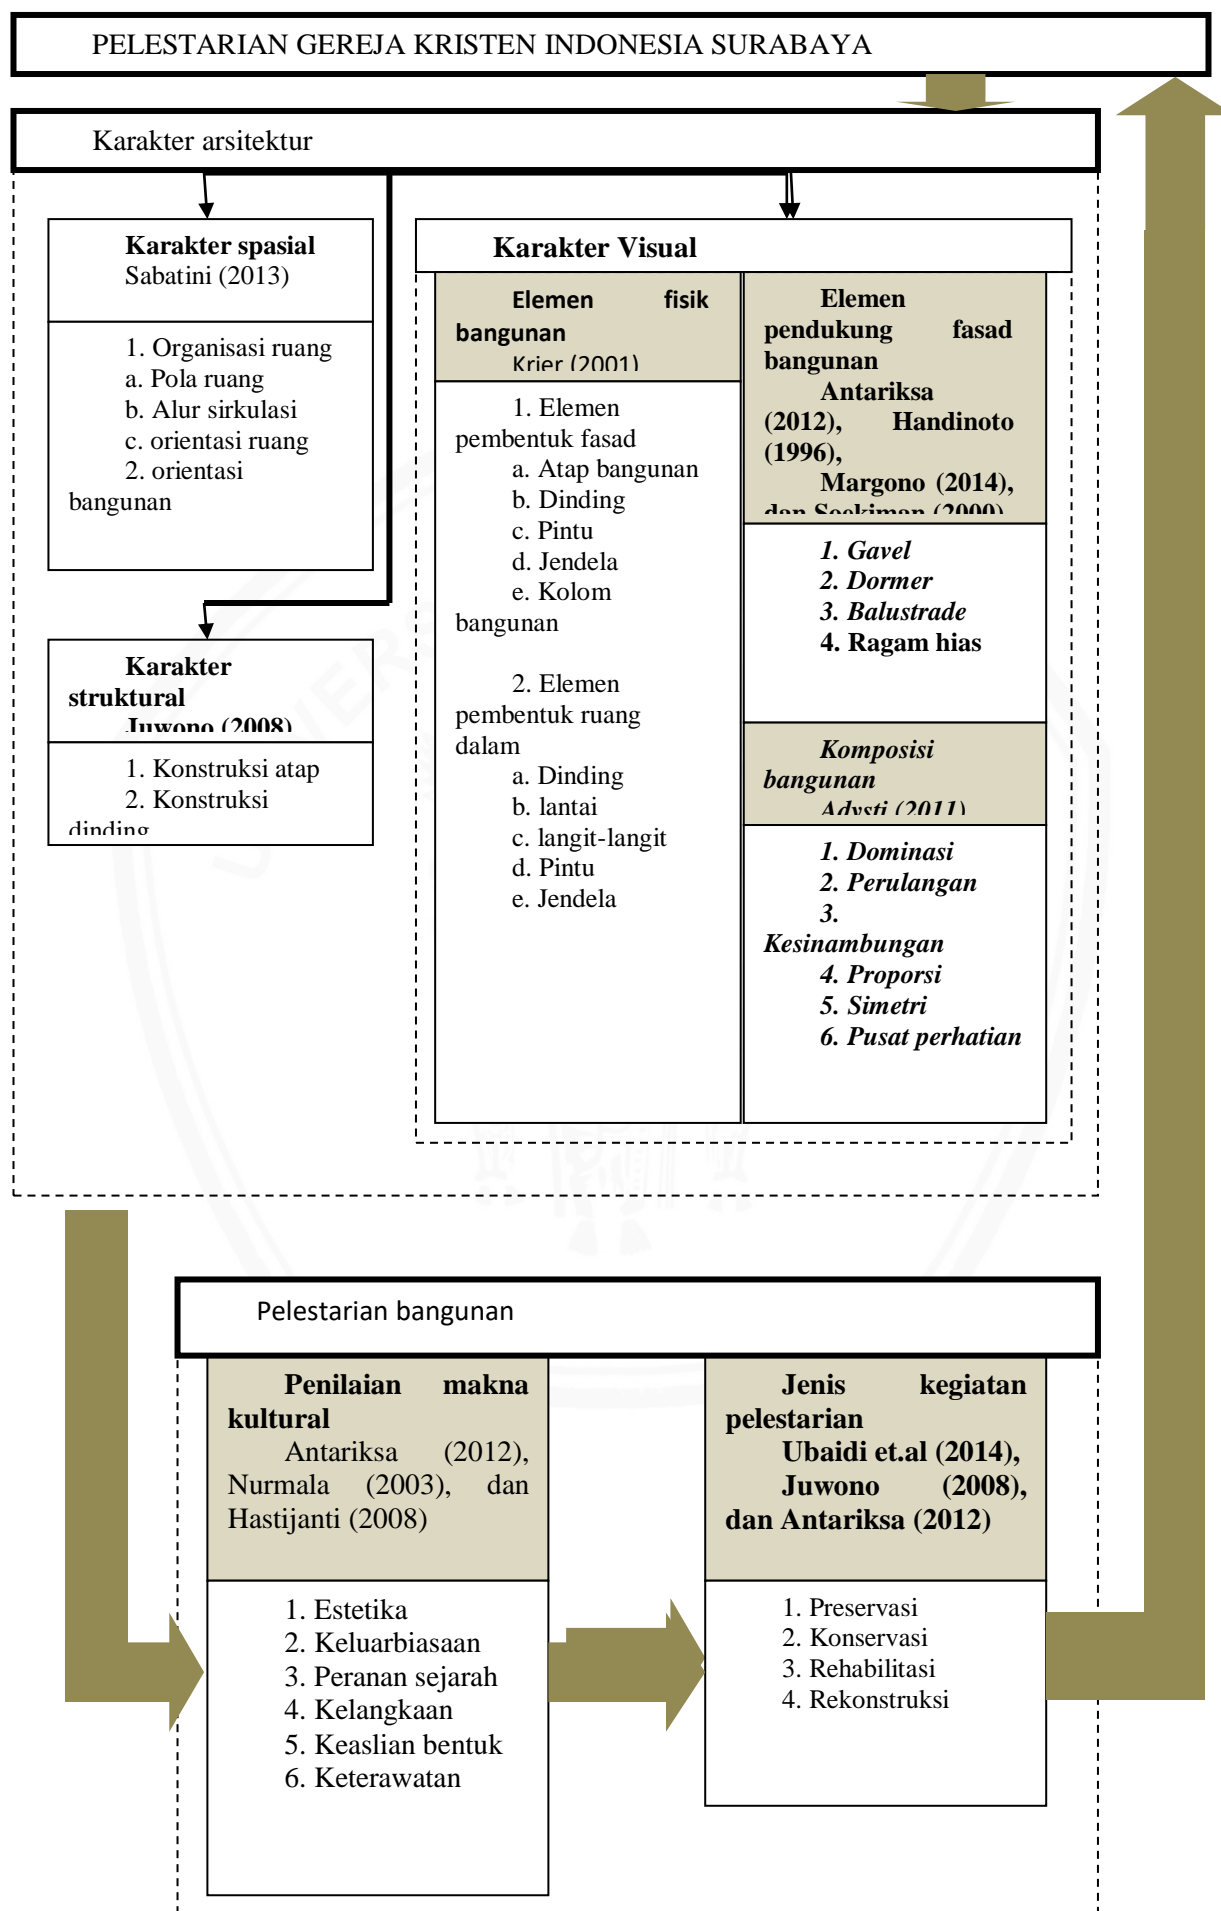 PELESTARIAN GEREJA KRISTEN INDONESIA SURABAYA
Karakter arsitektur
Karakter spasial
Sabatini (2013)
1. Organisasi ruang
a. Pola ruang
b. Alur sirkulasi
c. orientasi ruang
2. orientasi
bangunan
Karakter
struktural
Juwono (2008)
1. Konstruksi atap
2. Konstruksi
dinding
Karakter Visual
Elemen fisik
bangunan
Krier (2001)
1. Elemen
pembentuk fasad
a. Atap bangunan
b. Dinding
c. Pintu
d. Jendela
e. Kolom
bangunan
2. Elemen
pembentuk ruang
dalam
a. Dinding
b. lantai
c. langit-langit
d. Pintu
e. Jendela
Elemen
pendukung fasad
bangunan
Antariksa
(2012), Handinoto
(1996),
Margono (2014),
dan Soekiman (2000)
1. Gavel
2. Dormer
3. Balustrade
4. Ragam hias
Komposisi
bangunan
Adysti (2011)
1. Dominasi
2. Perulangan
3.
Kesinambungan
4. Proporsi
5. Simetri
6. Pusat perhatian
Pelestarian bangunan
Penilaian makna
kultural
Antariksa (2012),
Nurmala (2003), dan
Hastijanti (2008)
1. Estetika
2. Keluarbiasaan
3. Peranan sejarah
4. Kelangkaan
5. Keaslian bentuk
6. Keterawatan
Jenis kegiatan
pelestarian
Ubaidi et.al (2014),
Juwono (2008),
dan Antariksa (2012)
1. Preservasi
2. Konservasi
3. Rehabilitasi
4. Rekonstruksi